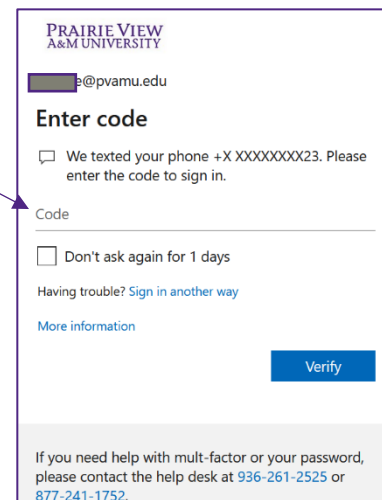 PRAIRIE VIEW
A&M UNIVERSITY
e@pvamu.edu
Enter code
We texted your phone +X XXXXXXXX23. Please
enter the code to sign in.
Code
Don't ask again for 1 days
Having trouble? Sign in another way
More information
Verify
If you need help with mult-factor or your password,
please contact the help desk at 936-261-2525 or
877-241-1752.